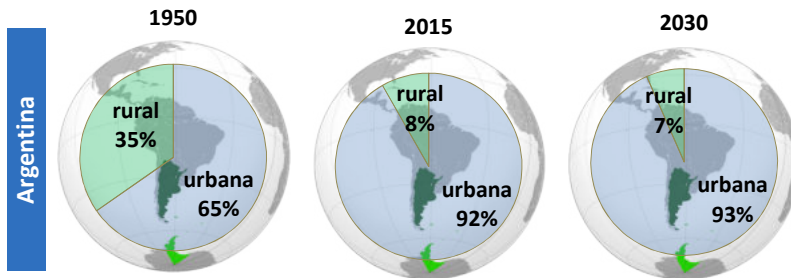 Argentina
1950
rural
35%
urbana
65%
2015
rural
8%
urbana
92%
2030
rural
7%
urbana
93%